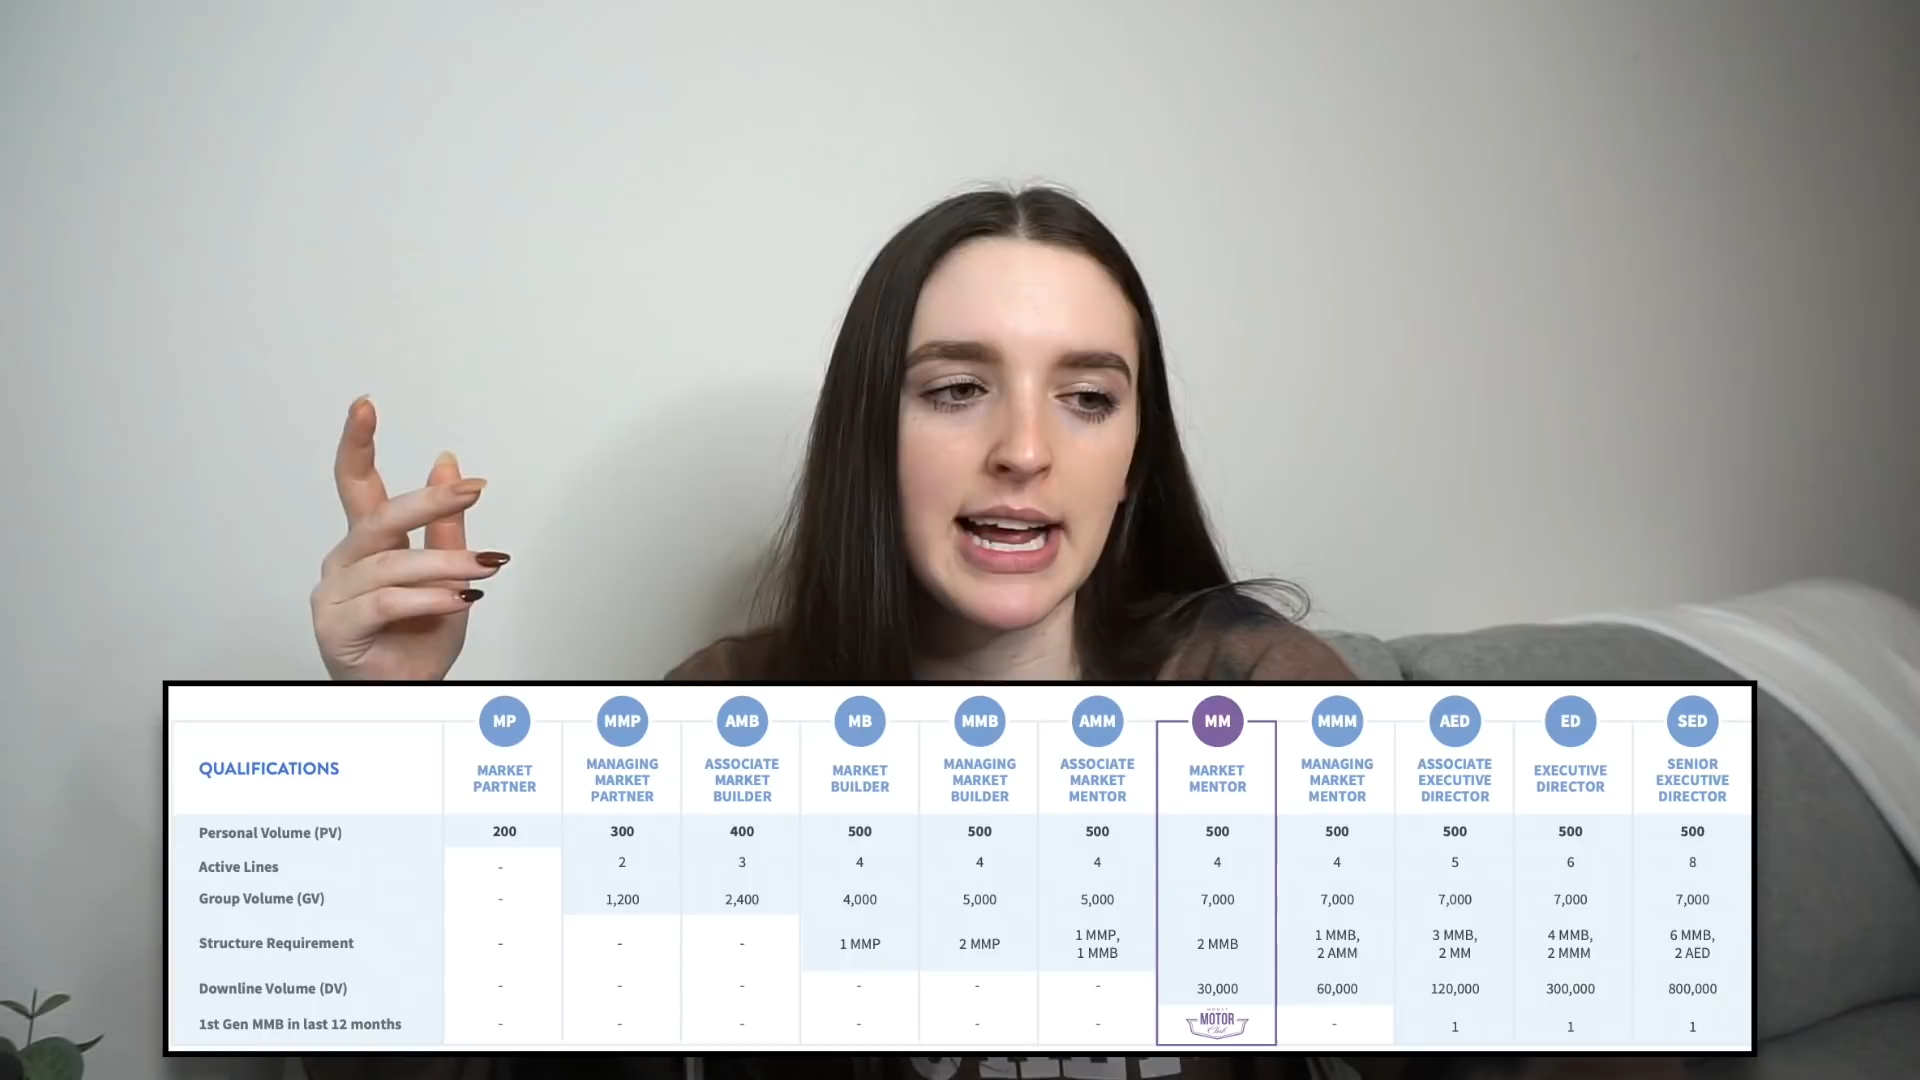 MP MMP AMB MB MMB AMM MM MMM AED ED SED
QUALIFICATIONS
MARKET
PARTNER
MANAGING
MARKET
PARTNER
ASSOCIATE
MARKET
BUILDER
MARKET
BUILDER
MANAGING
MARKET
BUILDER
ASSOCIATE
MARKET
MENTOR
MARKET
MENTOR
MANAGING
MARKET
MENTOR
ASSOCIATE
EXECUTIVE
DIRECTOR
EXECUTIVE
DIRECTOR
SENIOR
EXECUTIVE
DIRECTOR
Personal Volume (PV) 200 300 400 500 500 500 500 500 500 500 500
Active Lines - 2 3 4 4 4 4 4 5 6 8
Group Volume (GV) - 1,200 2,400 4,000 5,000 5,000 7,000 7,000 7,000 7,000 7,000
Structure Requirement - - - 1 MMP 2 MMP
1 MMP,
1 MMB
2 MMB
1 MMB,
2 AMM
3 MMB,
2 MM
4 MMB,
2 MMM
6 MMB,
2 AED
Downline Volume (DV) - - - - - - 30,000 60,000 120,000 300,000 800,000
1st Gen MMB in last 12 months - - - - - -
MOTOR
Club
- 1 1 1